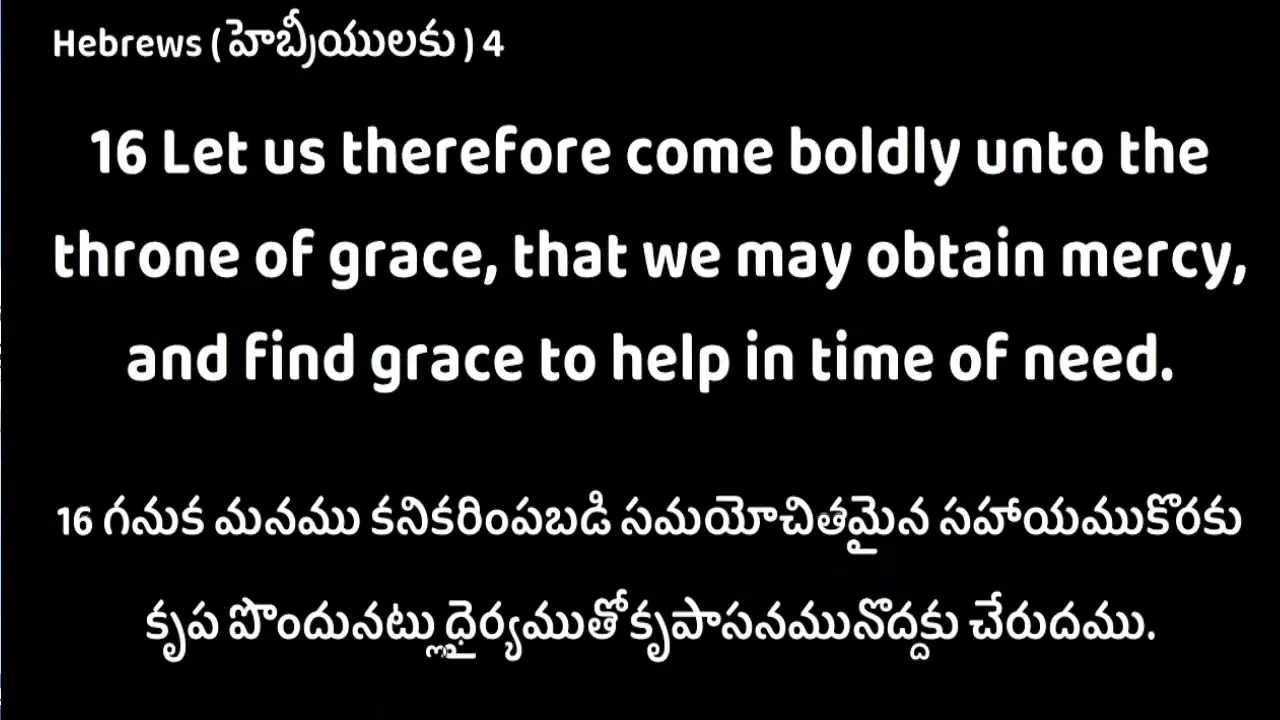 Hebrews ( హెబ్రీయులకు ) 4
16 Let us therefore come boldly unto the
throne of grace, that we may obtain mercy,
and find grace to help in time of need.
16 గనుక మనము కనికరింపబడి సమయోచితమైన సహాయముకొరకు
కృప పొందునట్లు ధైర్యముతో కృపాసనమునొద్దకు చేరుదము.